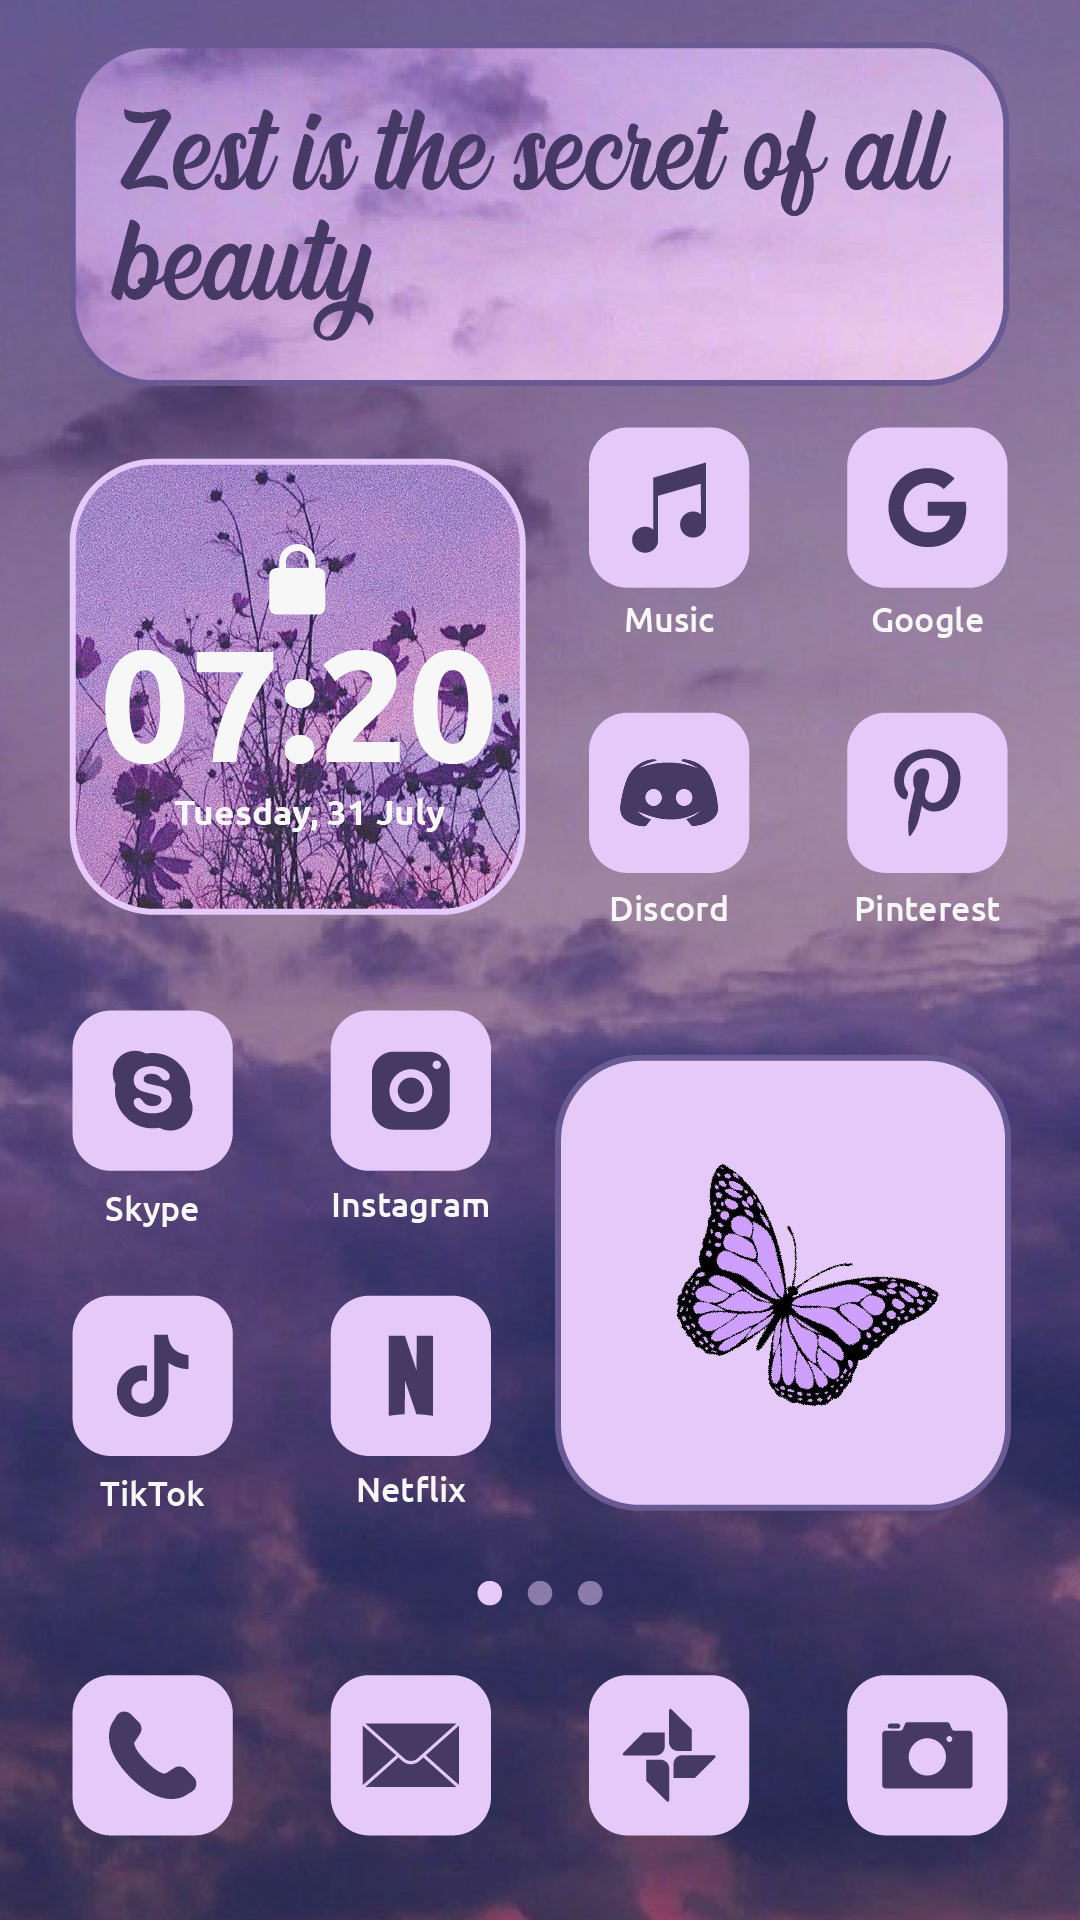 Zest is the secret of all
beauty
07:20
Tuesday, 31 July
Music
Google
Discord
Pinterest
Skype
Instagram
TikTok
Netflix